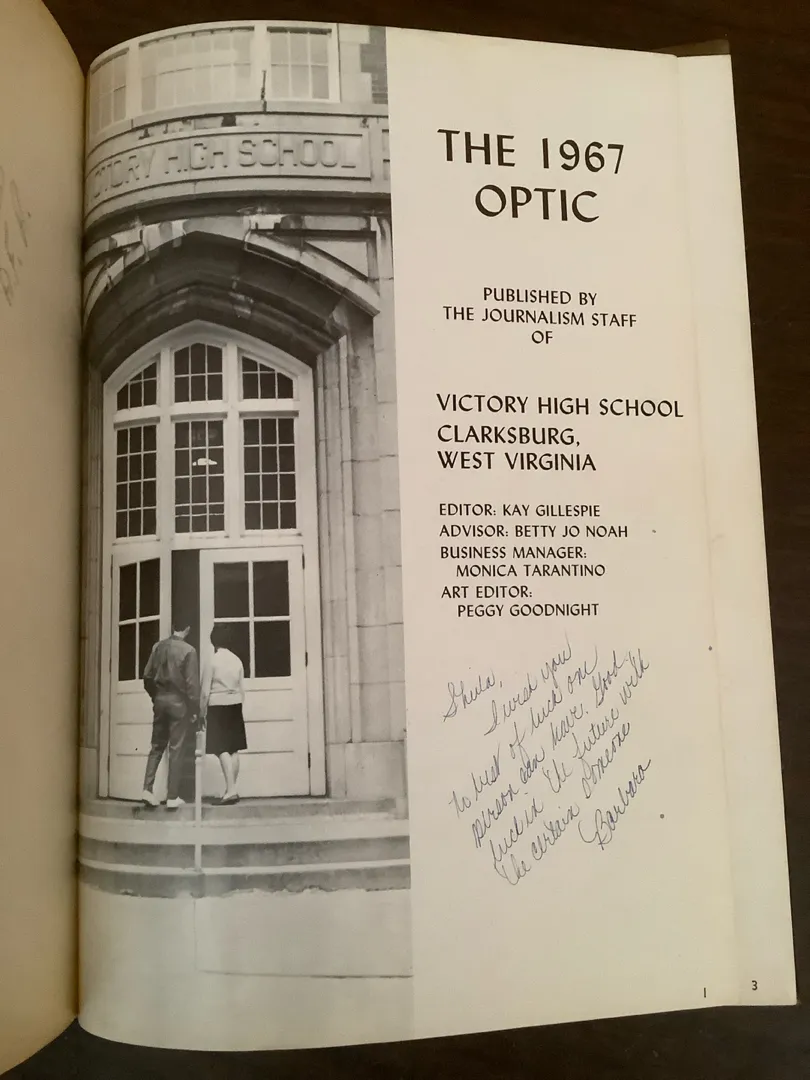 VICTORY HIGH SCHOOL
THE 1967
OPTIC
PUBLISHED BY
THE JOURNALISM STAFF
OF
VICTORY HIGH SCHOOL
CLARKSBURG,
WEST VIRGINIA
EDITOR: KAY GILLESPIE
ADVISOR: BETTY JO NOAH
BUSINESS MANAGER:
MONICA TARANTINO
ART EDITOR:
PEGGY GOODNIGHT
I wish you
best of luck one
person can have. Good
luck in the future with
the certain someone
Barbara
1
3